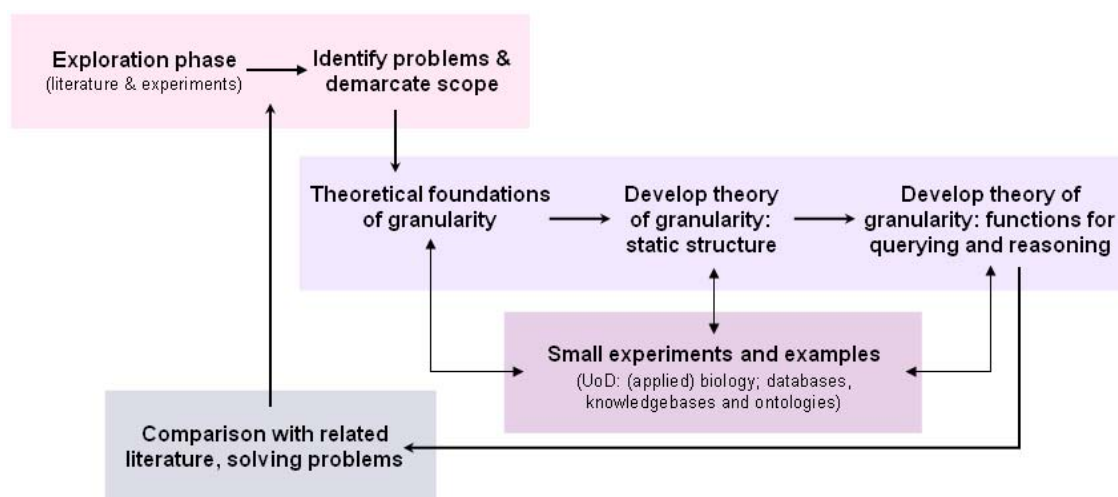 Exploration phase
(literature & experiments)
Identify problems &
demarcate scope
Theoretical foundations
of granularity
Develop theory
of granularity:
static structure
Develop theory of
granularity: functions for
querying and reasoning
Small experiments and examples
(UoD: (applied) biology; databases,
knowledgebases and ontologies)
Comparison with related
literature, solving problems